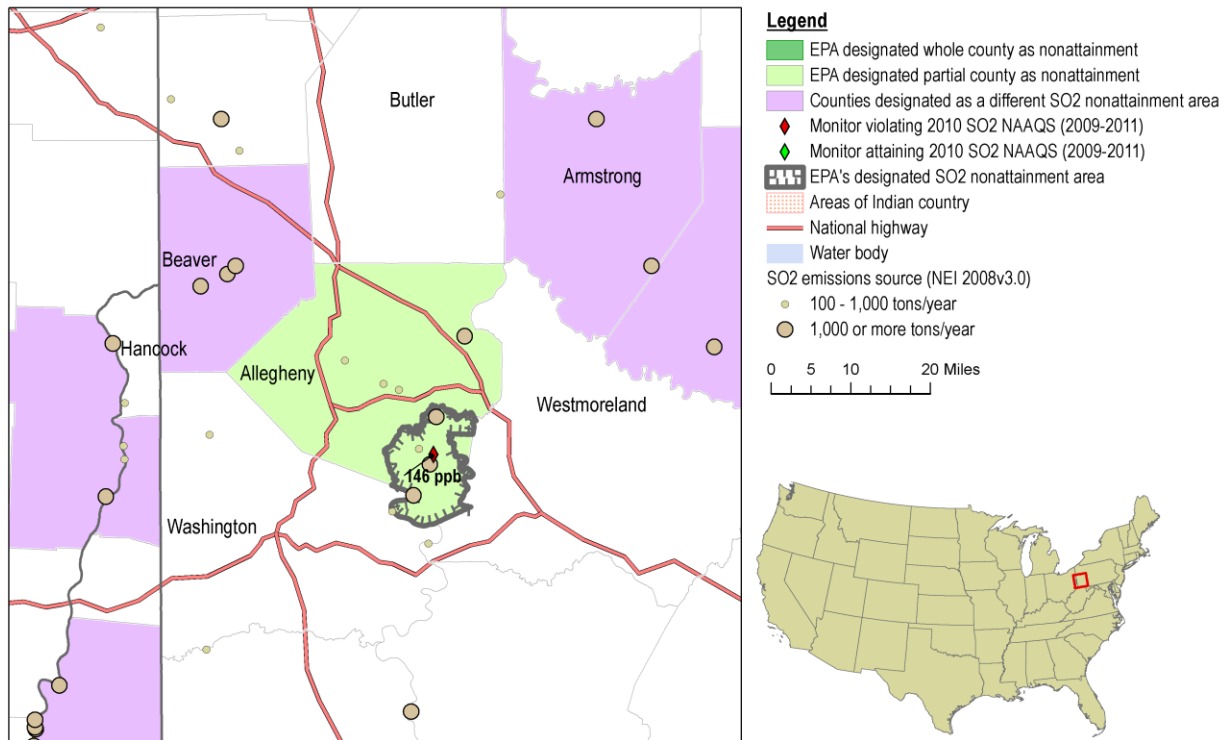 Butler
Armstrong
Beaver
Hancock
Allegheny
Westmoreland
146 ppb
Washington
Legend
EPA designated whole county as nonattainment
EPA designated partial county as nonattainment
Counties designated as a different SO2 nonattainment area
Monitor violating 2010 SO2 NAAQS (2009-2011)
Monitor attaining 2010 SO2 NAAQS (2009-2011)
EPA's designated SO2 nonattainment area
Areas of Indian country
National highway
Water body
SO2 emissions source (NEI 2008v3.0)
100 - 1,000 tons/year
1,000 or more tons/year
0 5 10 20 Miles